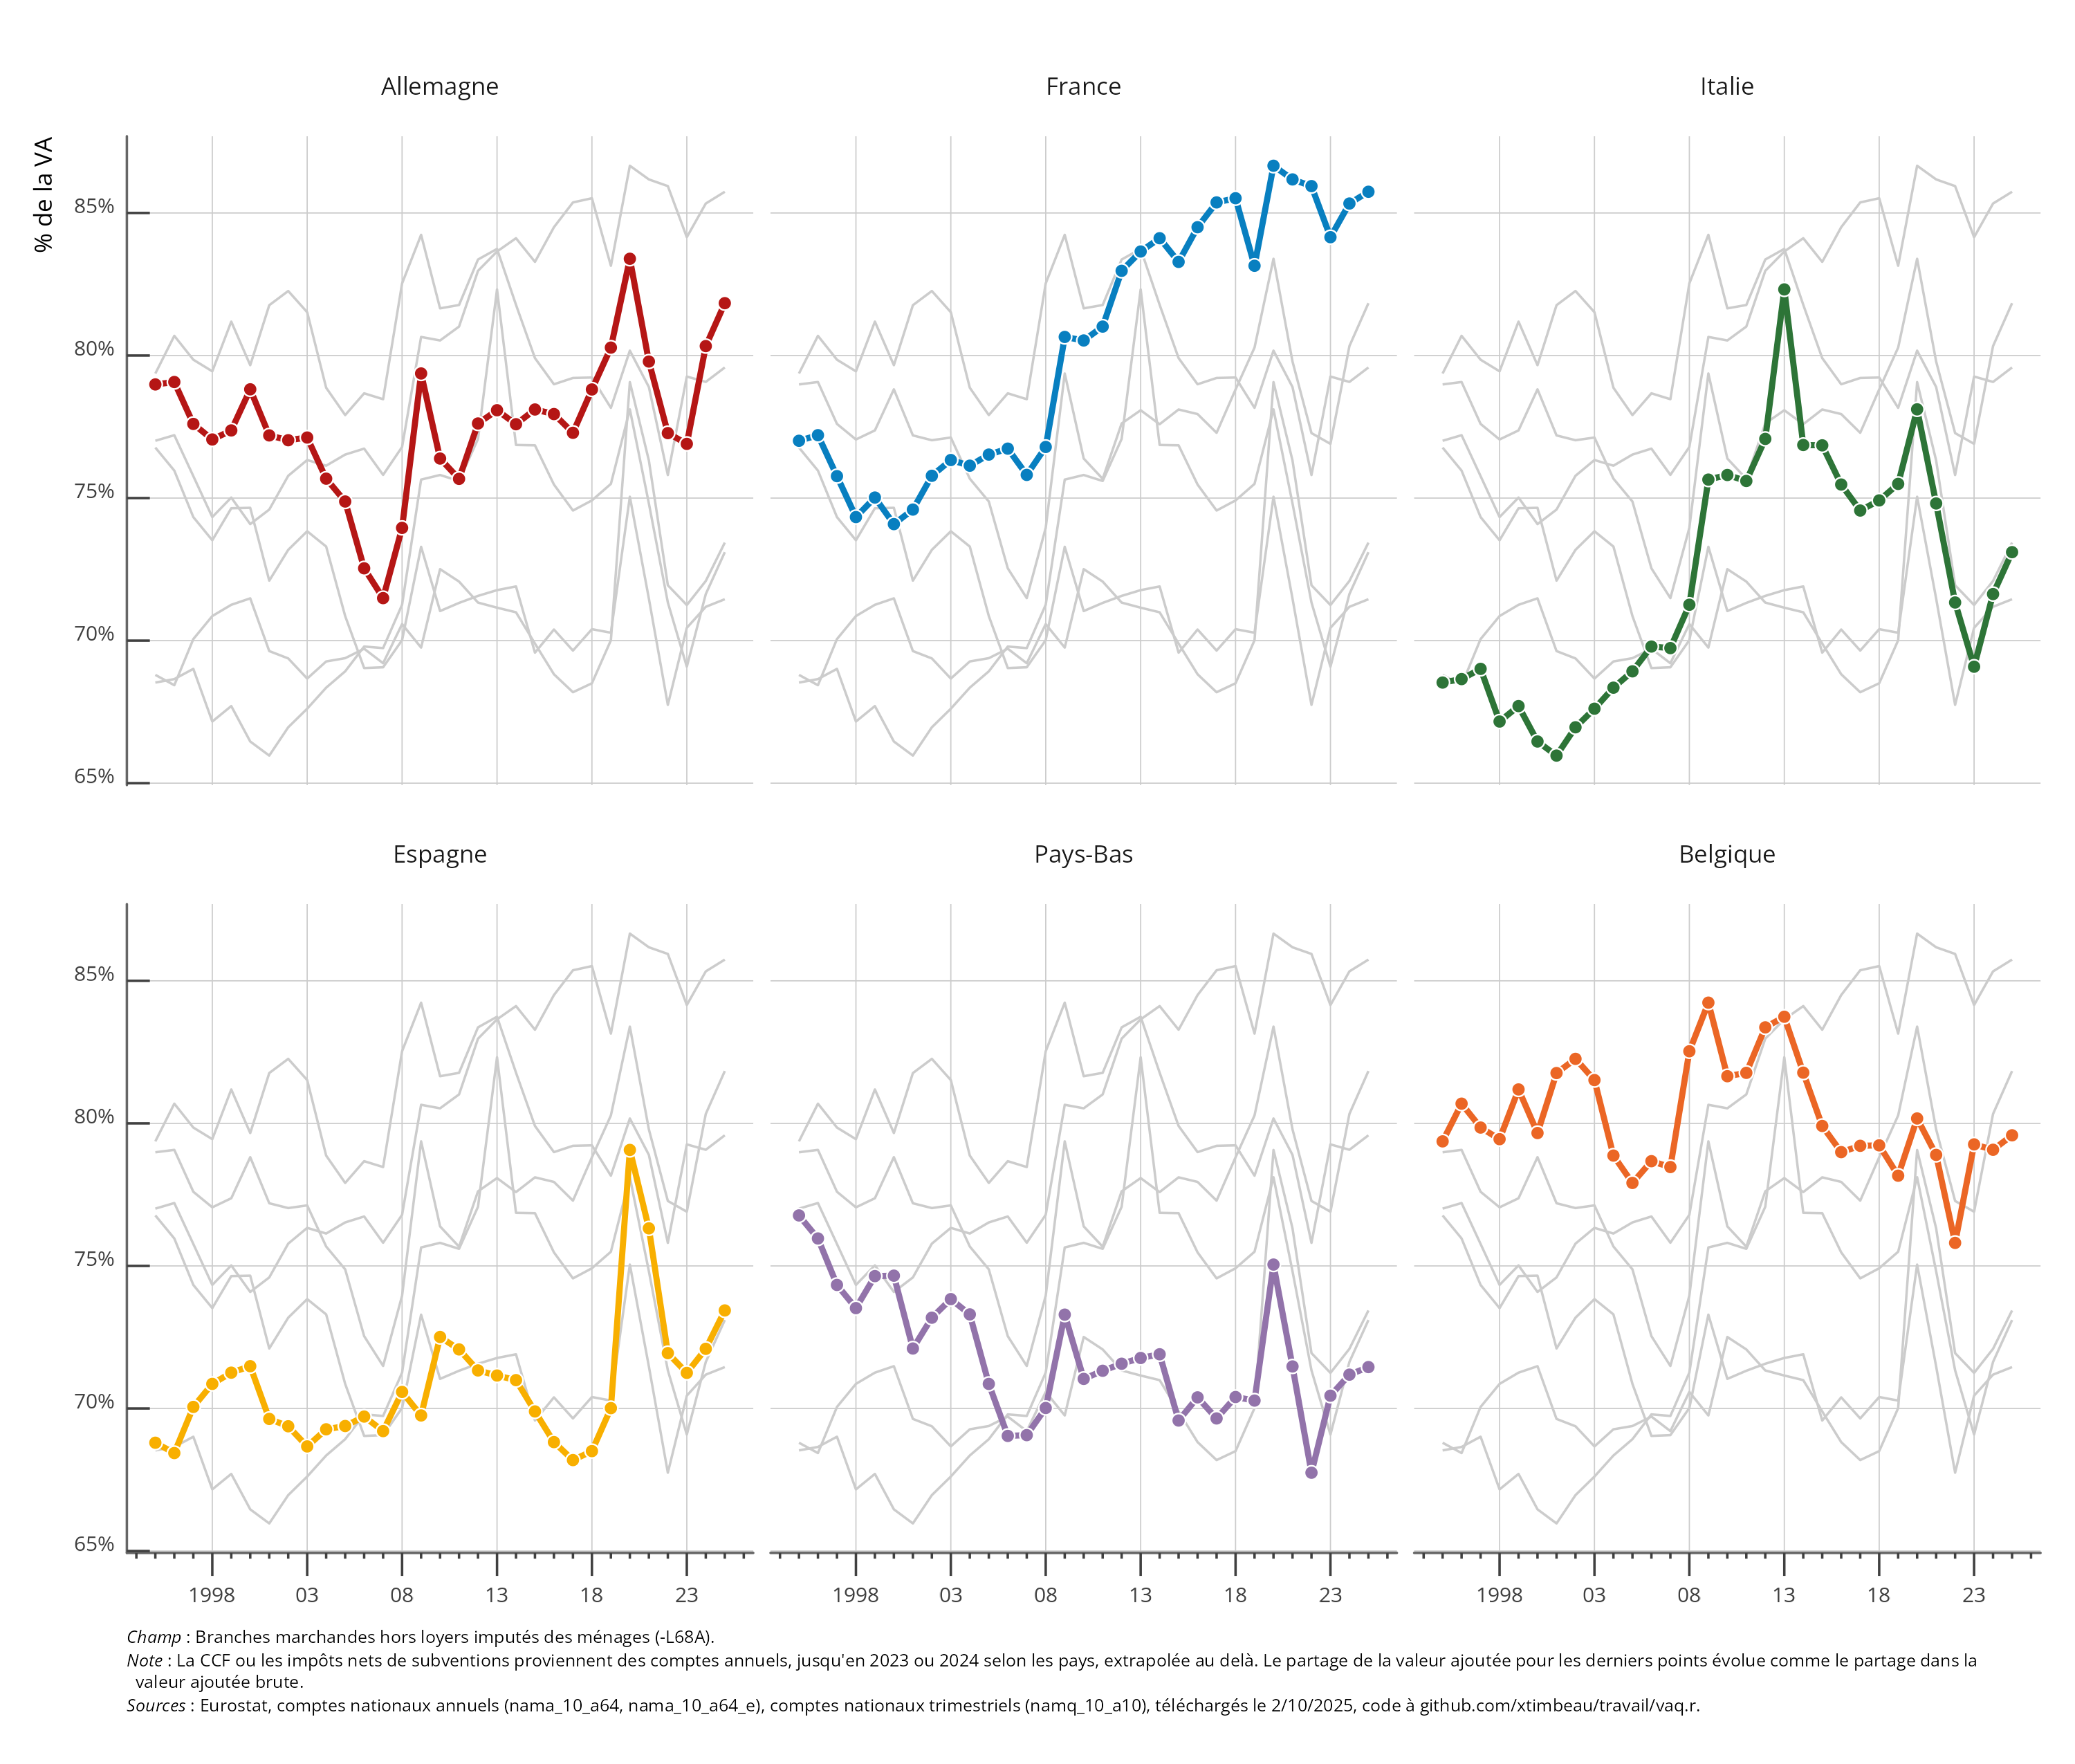 Allemagne
France
Italie
% de la VA
85%
80%
75%
70%
65%
Espagne
Pays-Bas
Belgique
85%
80%
75%
70%
65%
1998 03 08 13 18 23
1998 03 08 13 18 23
1998 03 08 13 18 23
Champ : Branches marchandes hors loyers imputés des ménages (-L68A).
Note : La CCF ou les impôts nets de subventions proviennent des comptes annuels, jusqu'en 2023 ou 2024 selon les pays, extrapolée au delà. Le partage de la valeur ajoutée pour les derniers points évolue comme le partage dans la
valeur ajoutée brute.
Sources : Eurostat, comptes nationaux annuels (nama_10_a64, nama_10_a64_e), comptes nationaux trimestriels (namq_10_a10), téléchargés le 2/10/2025, code à github.com/xtimbeau/travail/vaq.r.